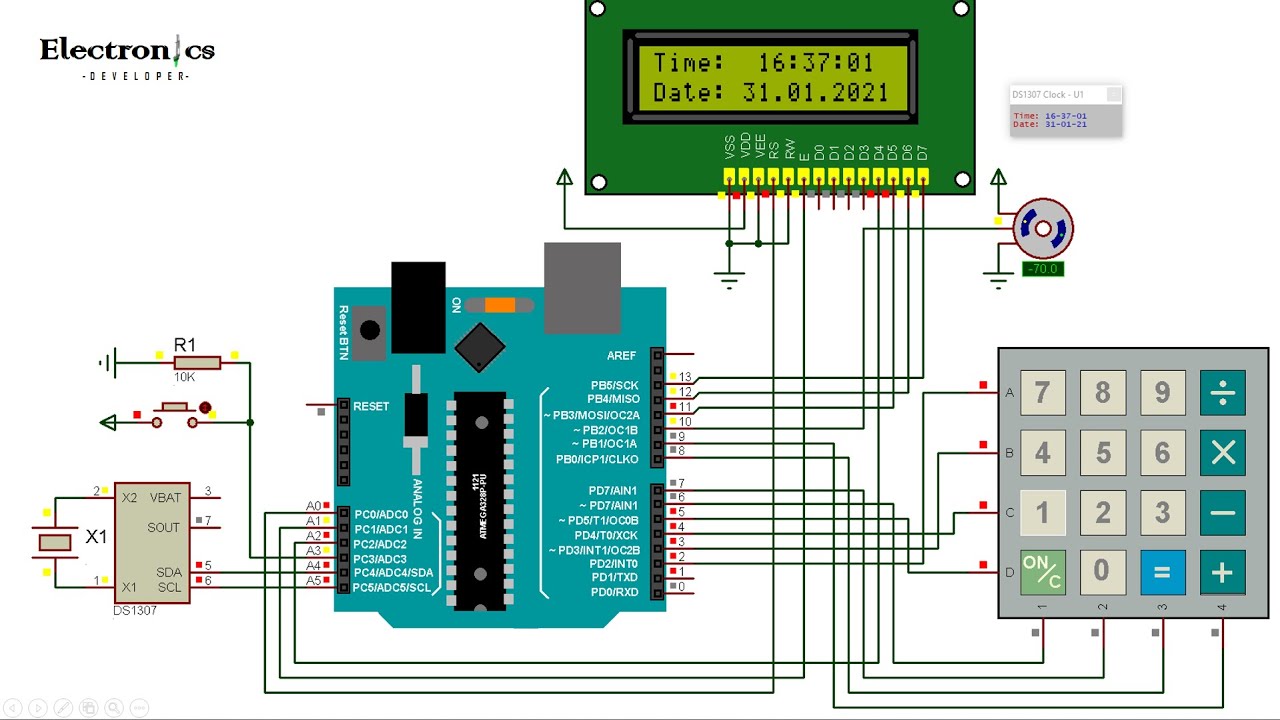 Electronics
-DEVELOPER-
Time: 16:37:01
Date: 31.01.2021
DS1307 Clock - U1
Time: 16-37-01
Date: 31-01-21
VSS
VDD
VEE
RS
RW
E
D0
D1
D2
D3
D4
D5
D6
D7
-70.0
Reset BTN
ON
R1
10K
RESET
AREF
PB5/SCK
13
PB4/MISO
12
~ PB3/MOSI/OC2A
11
~ PB2/OC1B
10
~ PB1/OC1A
9
PB0/ICP1/CLKO
8
PD7/AIN1
7
~ PD7/AIN1
6
~ PD5/T1/OC0B
5
PD4/T0/XCK
4
~ PD3/INT1/OC2B
3
PD2/INT0
2
PD1/TXD
1
PD0/RXD
0
1121
ATMEGA328P-PU
ANALOG IN
A0
PC0/ADC0
A1
PC1/ADC1
A2
PC2/ADC2
A3
PC3/ADC3
A4
PC4/ADC4/SDA
A5
PC5/ADC5/SCL
X1
2
X2
VBAT
3
SOUT
7
SDA
5
1
X1
SCL
6
DS1307
A
7
8
9
÷
B
4
5
6
×
C
1
2
3
−
D
ON/C
0
=
+
1
2
3
4